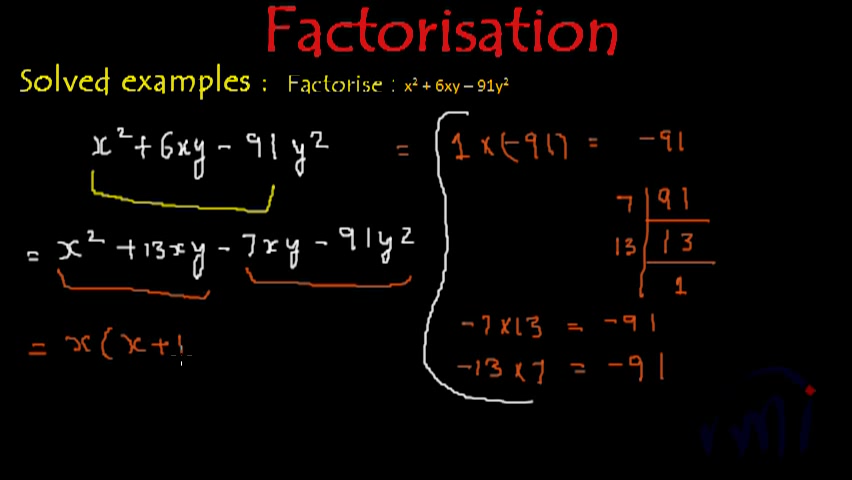 Factorisation
Solved examples : Factorise : x² + 6xy – 91y²
x² + 6xy - 91y² = 1 × (-91) = -91
7 | 91
= x² + 13xy - 7xy - 91y²
13 | 13
1
-7 × 13 = -91
= x(x + 1
-13 × 7 = -91
rmi